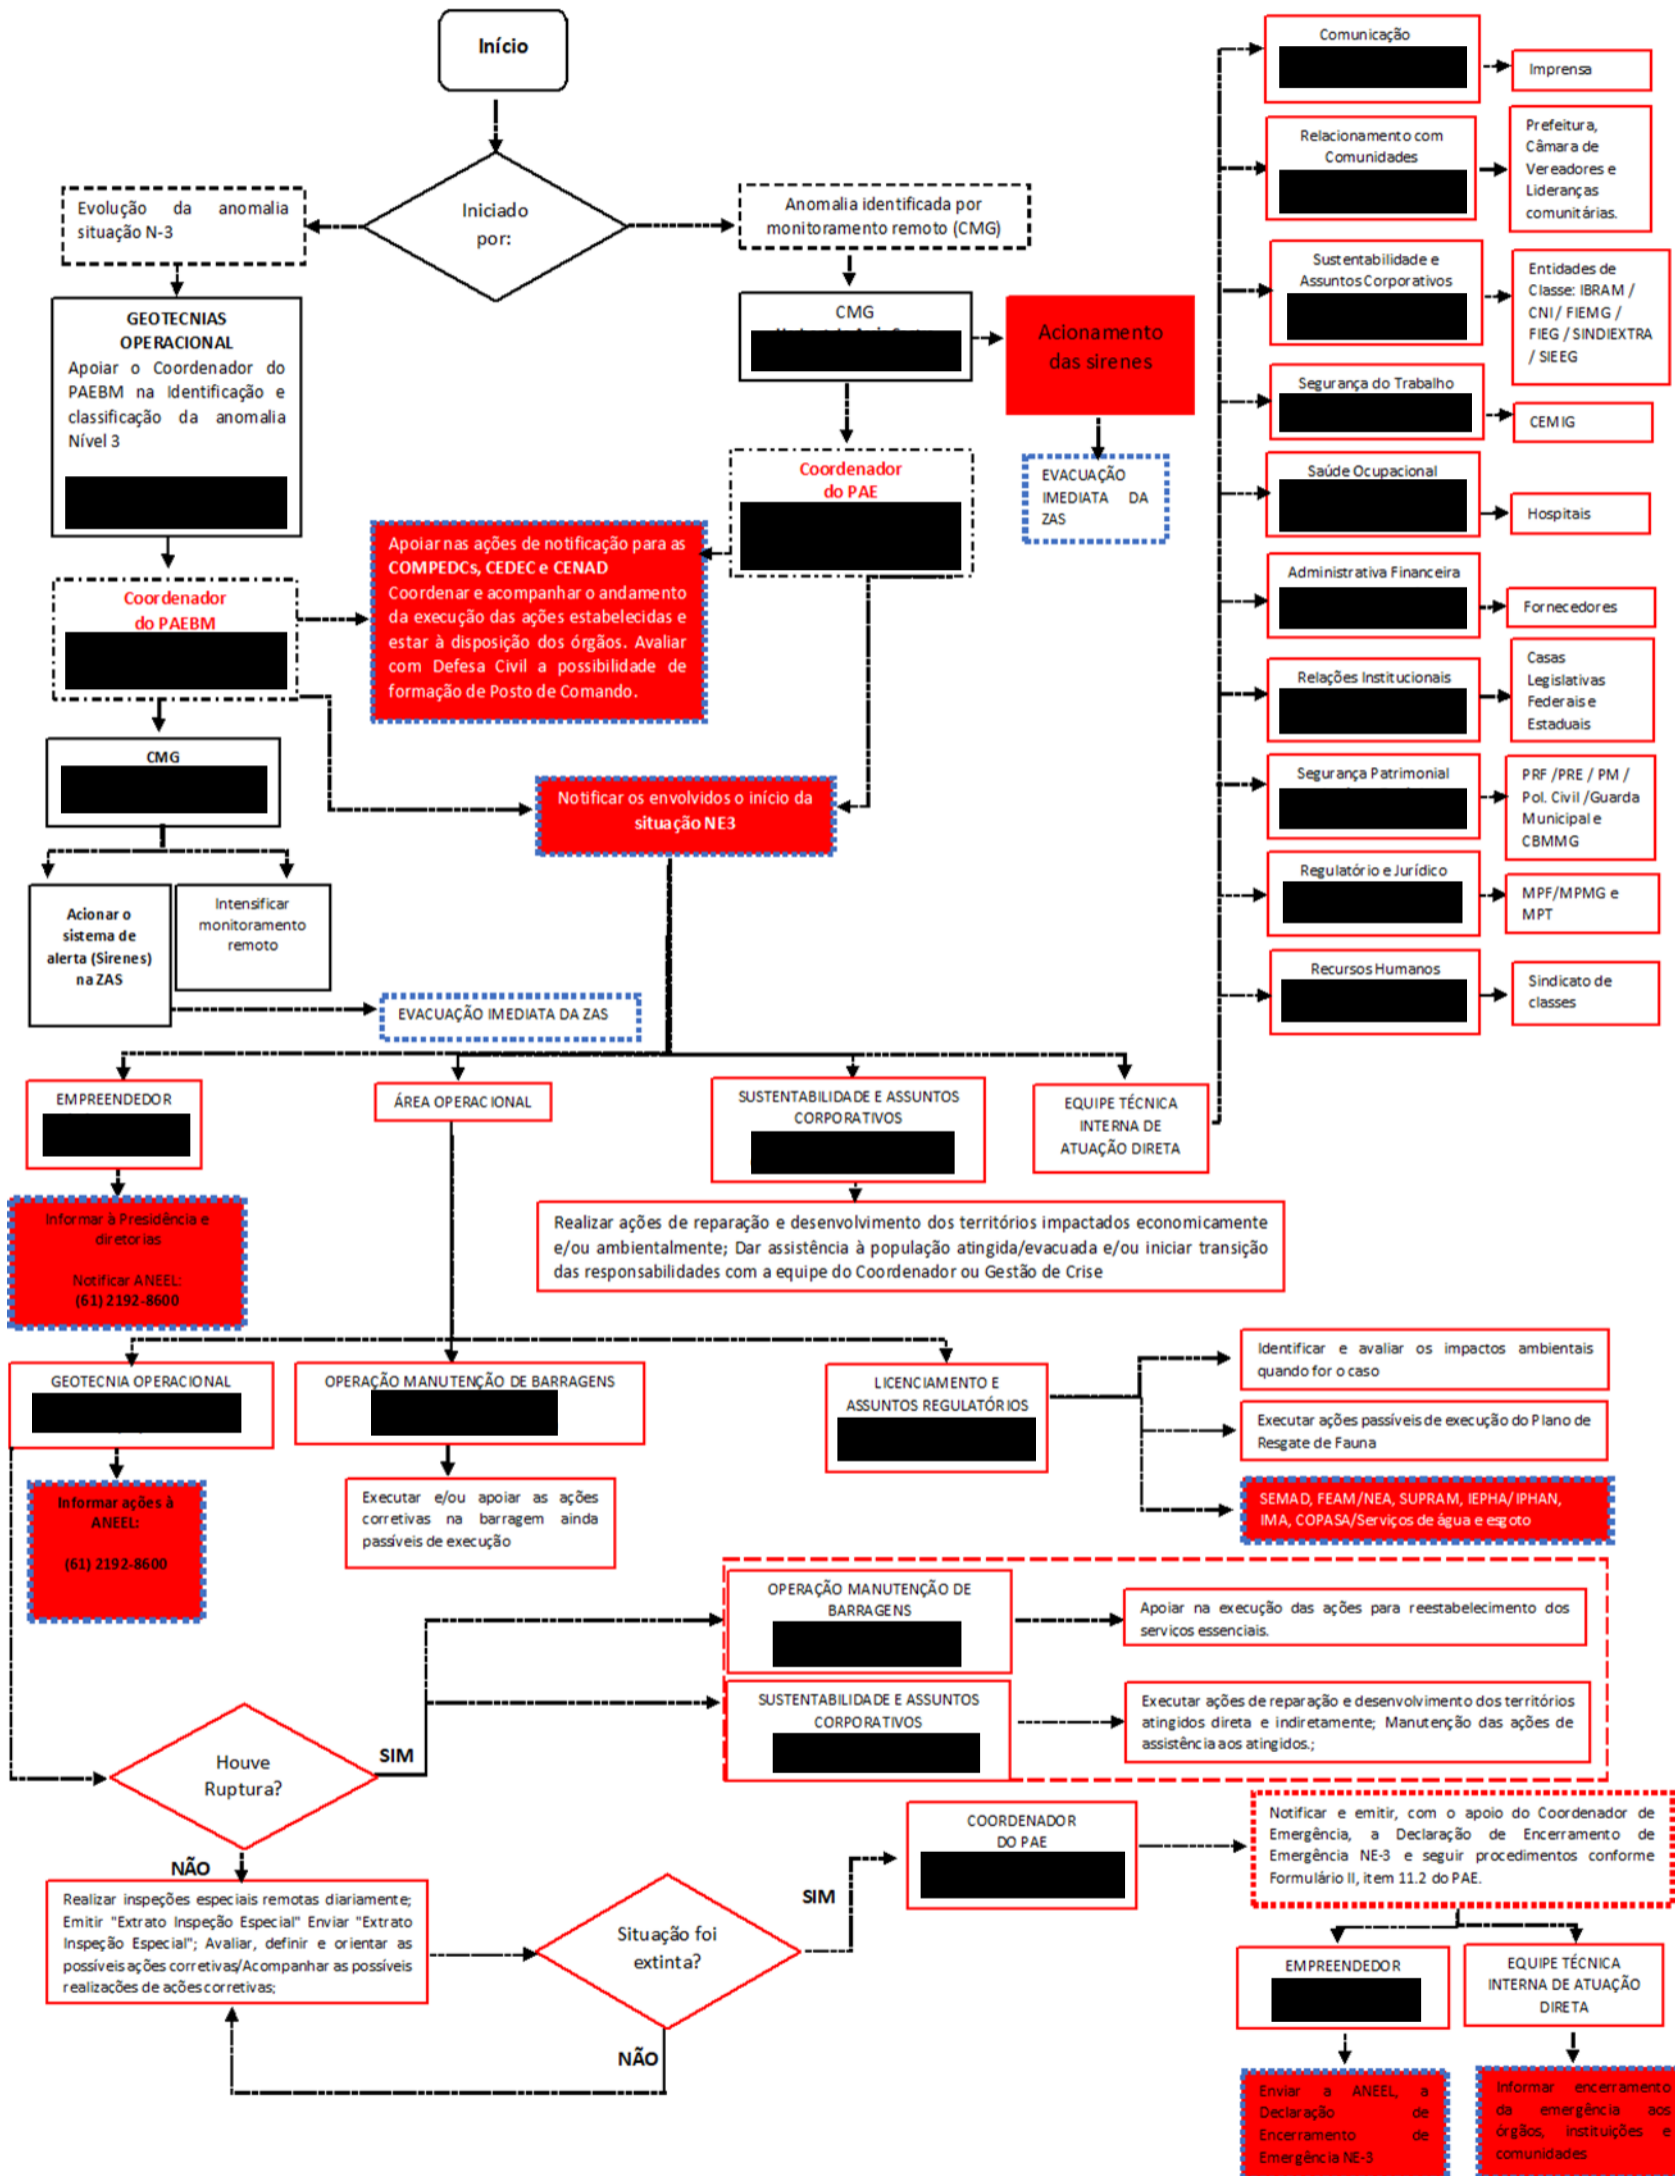 Início
Iniciado
por:
Evolução da anomalia
situação N-3
Anomalia identificada por
monitoramento remoto (CMG)
GEOTECNIAS
OPERACIONAL
Apoiar o Coordenador do
PAEBM na Identificação e
classificação da anomalia
Nível 3
CMG
Acionamento
das sirenes
EVACUAÇÃO
IMEDIATA DA
ZAS
Coordenador
do PAE
Coordenador
do PAEBM
Apoiar nas ações de notificação para as
COMPEDCs, CEDEC e CENAD
Coordenar e acompanhar o andamento
da execução das ações estabelecidas e
estar à disposição dos órgãos. Avaliar
com Defesa Civil a possibilidade de
formação de Posto de Comando.
CMG
Notificar os envolvidos o início da
situação NE3
Acionar o
sistema de
alerta (Sirenes)
na ZAS
Intensificar
monitoramento
remoto
EVACUAÇÃO IMEDIATA DA ZAS
Comunicação
Imprensa
Relacionamento com
Comunidades
Prefeitura,
Câmara de
Vereadores e
Lideranças
comunitárias.
Sustentabilidade e
Assuntos Corporativos
Entidades de
Classe: IBRAM /
CNI / FIEMG /
FIEG / SINDIEXTRA
/ SIEEG
Segurança do Trabalho
CEMIG
Saúde Ocupacional
Hospitais
Administrativa Financeira
Fornecedores
Relações Institucionais
Casas
Legislativas
Federais e
Estaduais
Segurança Patrimonial
PRF /PRE / PM /
Pol. Civil /Guarda
Municipal e
CBMMG
Regulatório e Jurídico
MPF/MPMG e
MPT
Recursos Humanos
Sindicato de
classes
EMPREENDEDOR
ÁREA OPERACIONAL
SUSTENTABILIDADE E ASSUNTOS
CORPORATIVOS
EQUIPE TÉCNICA
INTERNA DE
ATUAÇÃO DIRETA
Informar à Presidência e
diretorias
Notificar ANEEL:
(61) 2192-8600
Realizar ações de reparação e desenvolvimento dos territórios impactados economicamente
e/ou ambientalmente; Dar assistência à população atingida/evacuada e/ou iniciar transição
das responsabilidades com a equipe do Coordenador ou Gestão de Crise
GEOTECNIA OPERACIONAL
OPERAÇÃO MANUTENÇÃO DE BARRAGENS
LICENCIAMENTO E
ASSUNTOS REGULATÓRIOS
Identificar e avaliar os impactos ambientais
quando for o caso
Executar ações passíveis de execução do Plano de
Resgate de Fauna
SEMAD, FEAM/NEA, SUPRAM, IEPHA/IPHAN,
IMA, COPASA/Serviços de água e esgoto
Informar ações à
ANEEL:
(61) 2192-8600
Executar e/ou apoiar as ações
corretivas na barragem ainda
passíveis de execução
OPERAÇÃO MANUTENÇÃO DE
BARRAGENS
Apoiar na execução das ações para reestabelecimento dos
serviços essenciais.
SUSTENTABILIDADE E ASSUNTOS
CORPORATIVOS
Executar ações de reparação e desenvolvimento dos territórios
atingidos direta e indiretamente; Manutenção das ações de
assistência aos atingidos.;
Houve
Ruptura?
SIM
NÃO
Realizar inspeções especiais remotas diariamente;
Emitir "Extrato Inspeção Especial" Enviar "Extrato
Inspeção Especial"; Avaliar, definir e orientar as
possíveis ações corretivas/Acompanhar as possíveis
realizações de ações corretivas;
Situação foi
extinta?
SIM
NÃO
COORDENADOR
DO PAE
Notificar e emitir, com o apoio do Coordenador de
Emergência, a Declaração de Encerramento de
Emergência NE-3 e seguir procedimentos conforme
Formulário II, item 11.2 do PAE.
EMPREENDEDOR
EQUIPE TÉCNICA
INTERNA DE ATUAÇÃO
DIRETA
Enviar a ANEEL, a
Declaração de
Encerramento de
Emergência NE-3
Informar encerramento
da emergência aos
órgãos, instituições e
comunidades